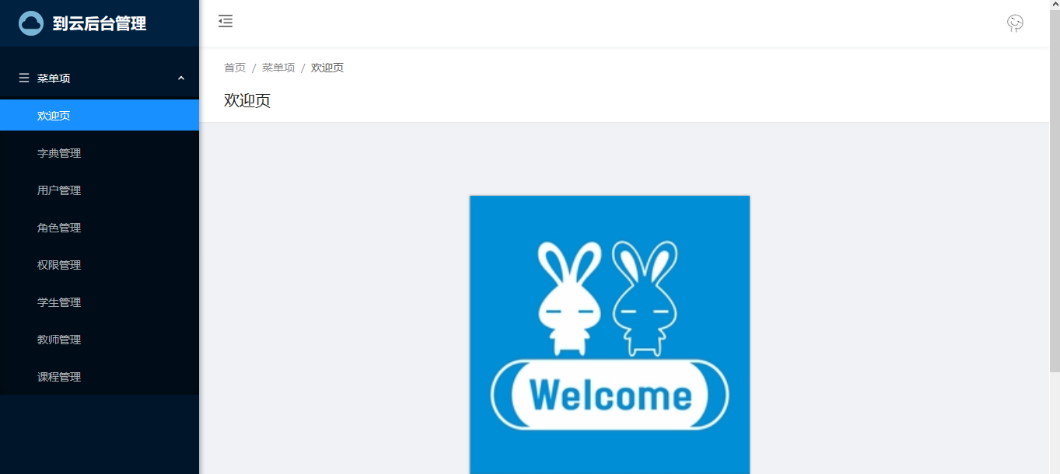 到云后台管理
菜单项
欢迎页
字典管理
用户管理
角色管理
权限管理
学生管理
教师管理
课程管理
首页 / 菜单项 / 欢迎页
欢迎页
Welcome